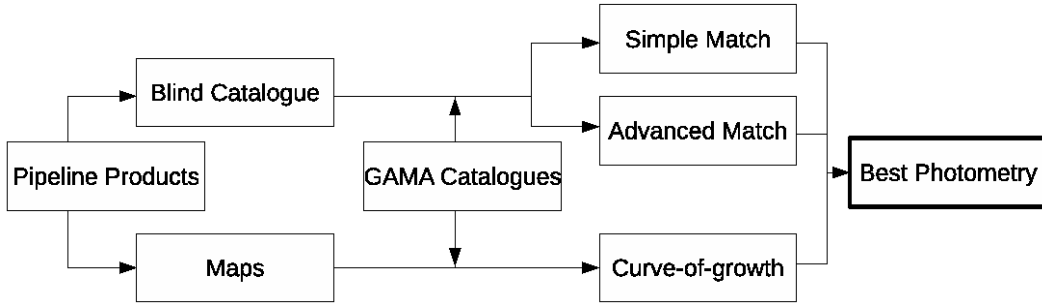 Simple Match
Blind Catalogue
Advanced Match
Pipeline Products
GAMA Catalogues
Best Photometry
Maps
Curve-of-growth